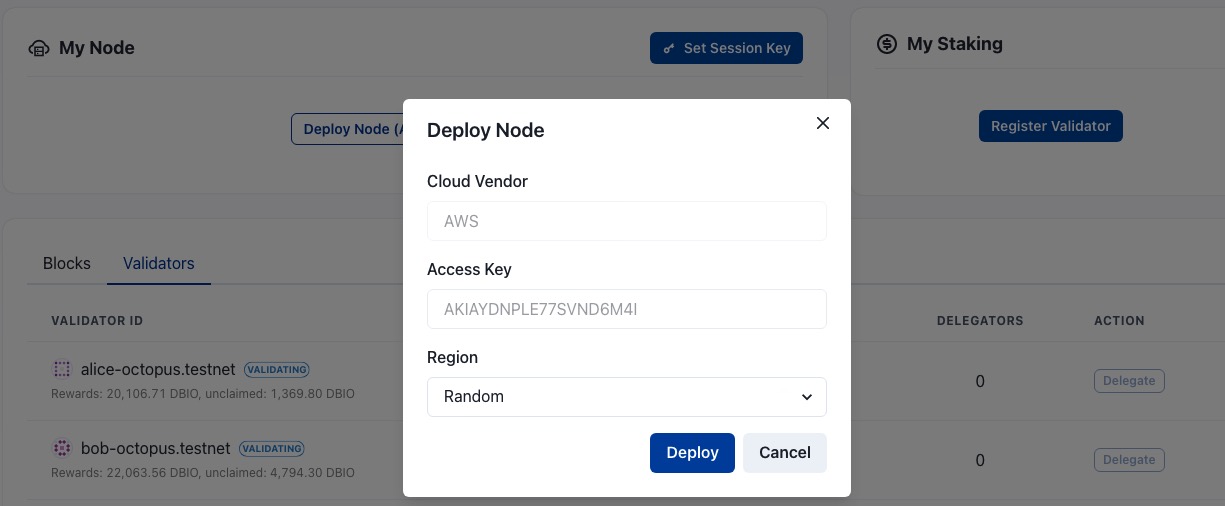 My Node
Set Session Key
My Staking
Deploy Node (A
Register Validator
Deploy Node
Cloud Vendor
AWS
Access Key
AKIAYDNPLE77SVND6M4I
Region
Random
Deploy
Cancel
Blocks
Validators
VALIDATOR ID
DELEGATORS
ACTION
alice-octopus.testnet
VALIDATING
Rewards: 20,106.71 DBIO, unclaimed: 1,369.80 DBIO
0
Delegate
bob-octopus.testnet
VALIDATING
Rewards: 22,063.56 DBIO, unclaimed: 4,794.30 DBIO
0
Delegate